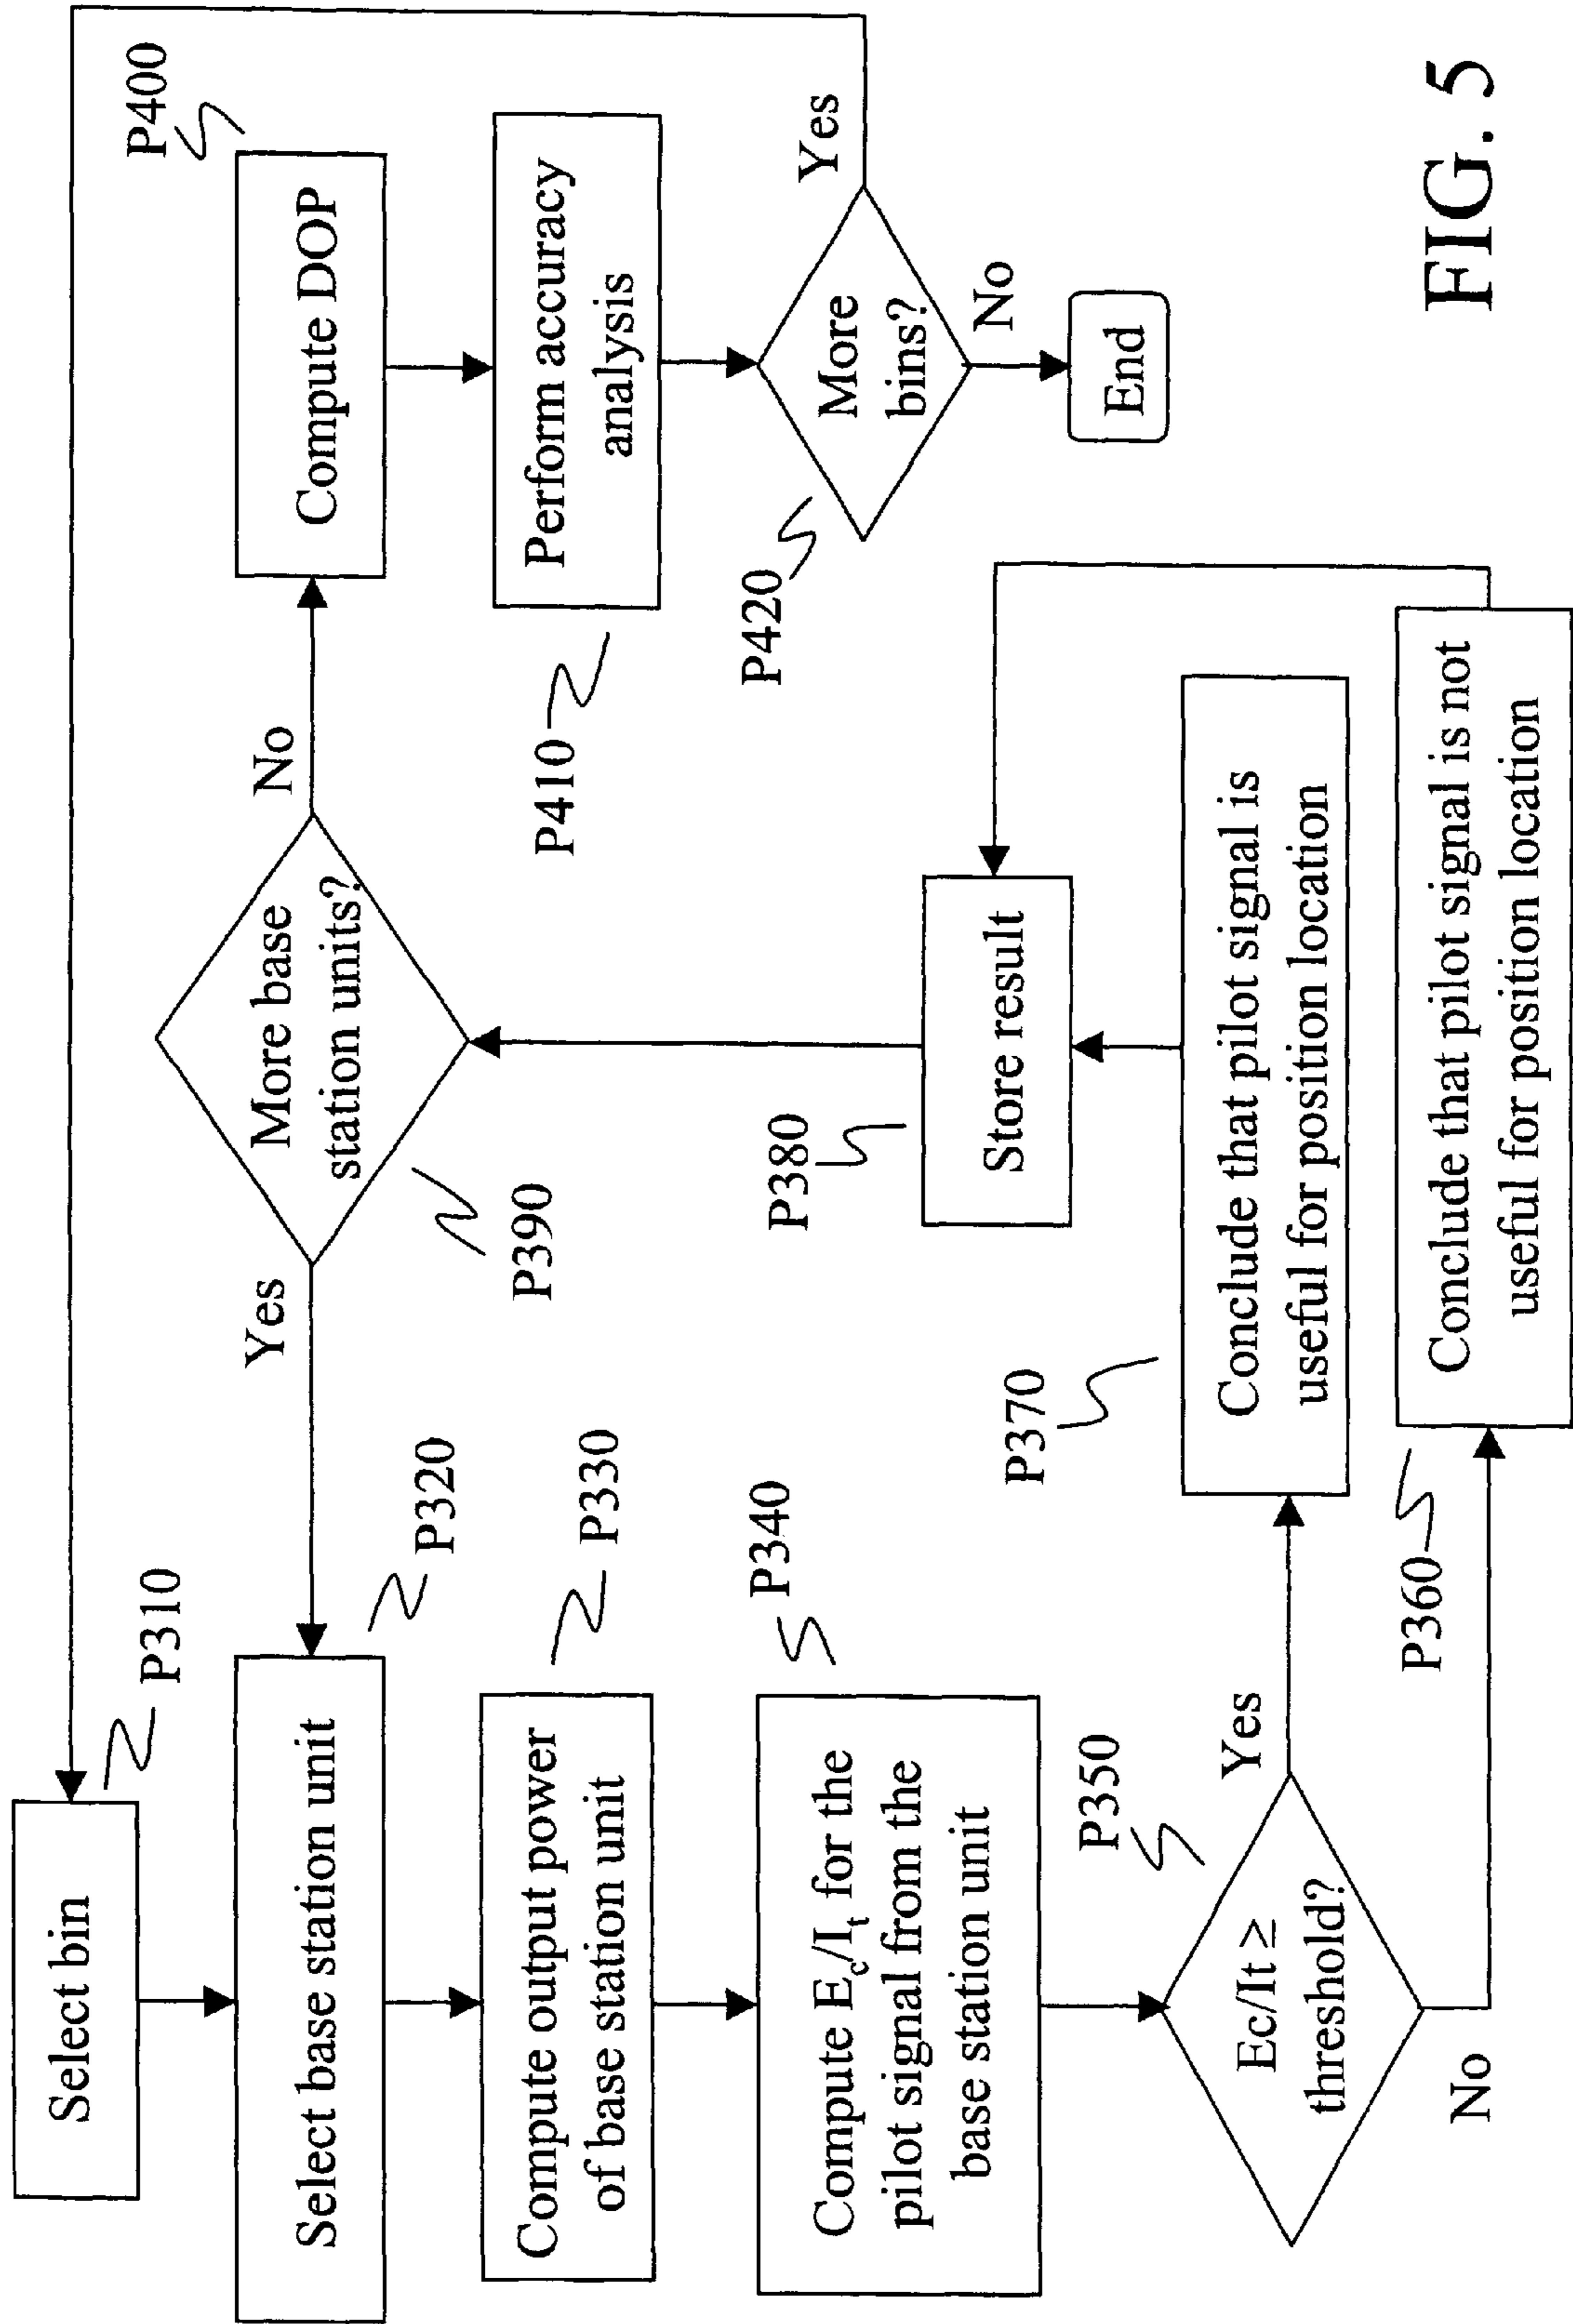 Select bin
P310
Select base station unit
P320
Compute output power
of base station unit
P330
Compute E_c/I_t for the
pilot signal from the
base station unit
P340
Ec/It ≥
threshold?
P350
Yes
No
Conclude that pilot signal is not
useful for position location
P360
Conclude that pilot signal is
useful for position location
P370
Store result
P380
More base
station units?
P390
Yes
No
Compute DOP
P400
Perform accuracy
analysis
P410
More
bins?
P420
Yes
No
End
FIG. 5